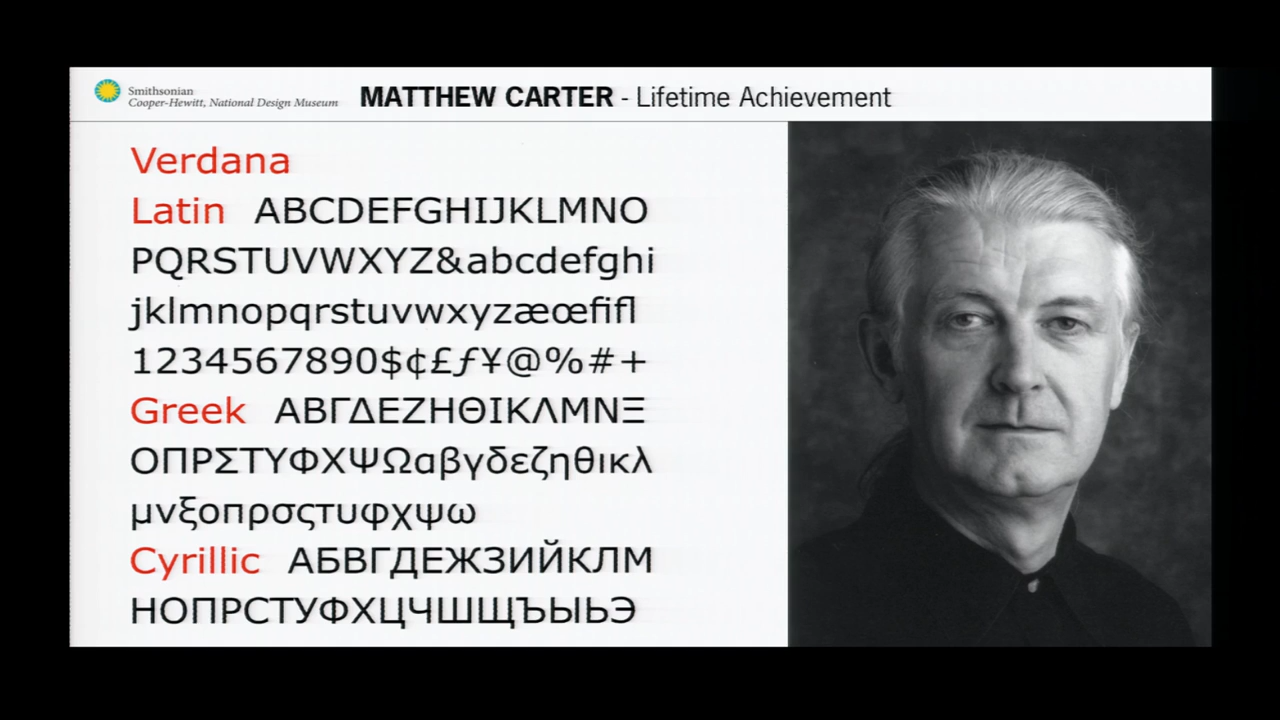 Smithsonian
Cooper-Hewitt, National Design Museum
MATTHEW CARTER - Lifetime Achievement
Verdana
Latin ABCDEFGHIJKLMNO
PQRSTUVWXYZ&abcdefghi
jklmnopqrstuvwxyzæœfifl
1234567890$¢£ƒ¥@%#+
Greek ΑΒΓΔΕΖΗΘΙΚΛΜΝΞ
ΟΠΡΣΤΥΦΧΨΩαβγδεζηθικλ
μνξοπρσςτυφχψω
Cyrillic АБВГДЕЖЗИЙКЛМ
НОПРСТУФХЦЧШЩЪЫЬЭ